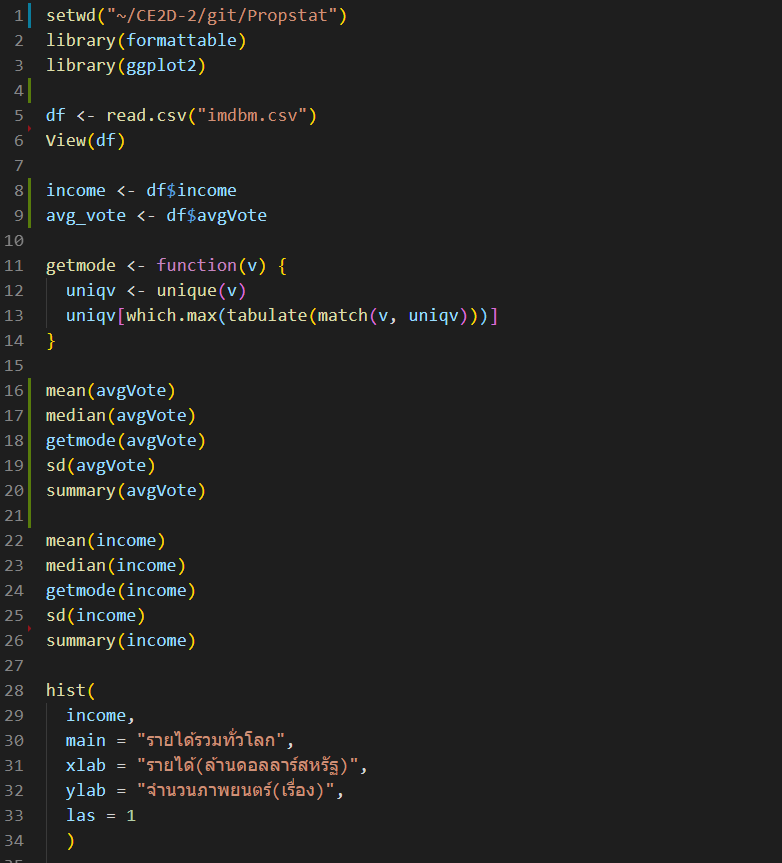 1 setwd("~/CE2D-2/git/Propstat")
2 library(formattable)
3 library(ggplot2)
4
5 df <- read.csv("imdbm.csv")
6 View(df)
7
8 income <- df$income
9 avg_vote <- df$avgVote
10
11 getmode <- function(v) {
12   uniqv <- unique(v)
13   uniqv[which.max(tabulate(match(v, uniqv)))]
14 }
15
16 mean(avgVote)
17 median(avgVote)
18 getmode(avgVote)
19 sd(avgVote)
20 summary(avgVote)
21
22 mean(income)
23 median(income)
24 getmode(income)
25 sd(income)
26 summary(income)
27
28 hist(
29   income,
30   main = "รายได้รวมทั่วโลก",
31   xlab = "รายได้(ล้านดอลลาร์สหรัฐ)",
32   ylab = "จำนวนภาพยนตร์(เรื่อง)",
33   las = 1
34   )